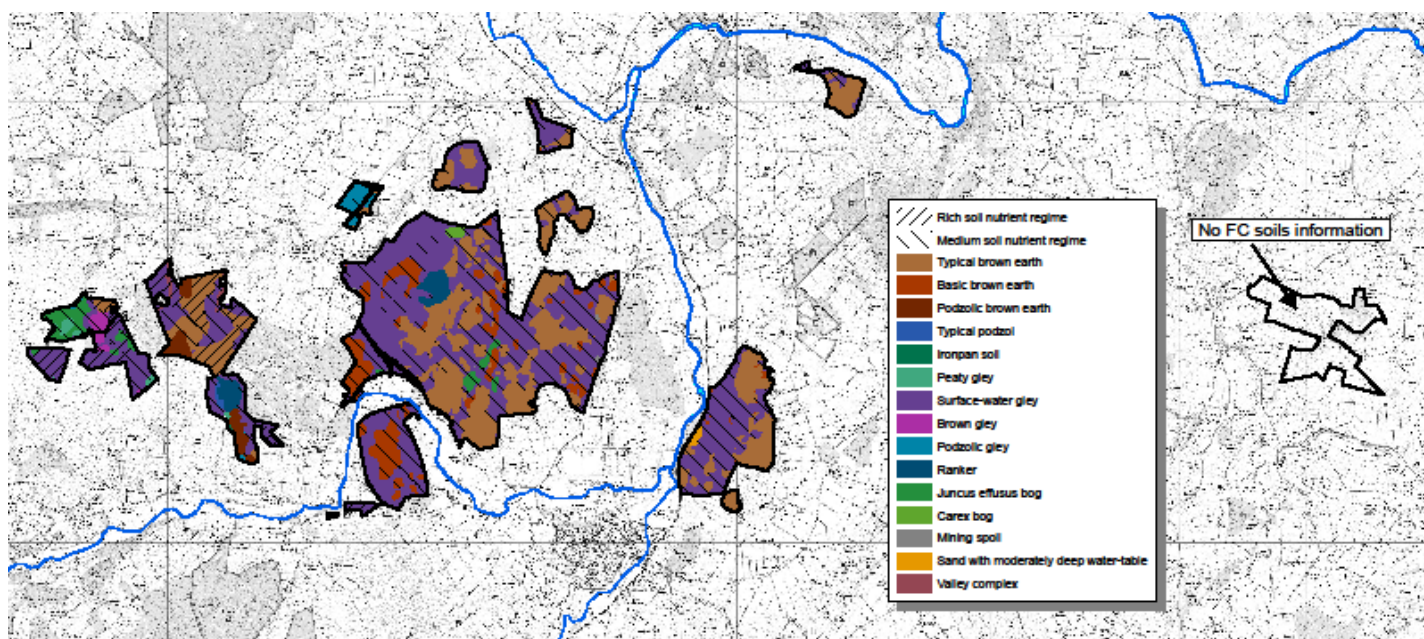 No FC soils information
Rich soil nutrient regime
Medium soil nutrient regime
Typical brown earth
Basic brown earth
Podzolic brown earth
Typical podzol
Ironpan soil
Peaty gley
Surface-water gley
Brown gley
Podzolic gley
Ranker
Juncus effusus bog
Carex bog
Mining spoil
Sand with moderately deep water-table
Valley complex